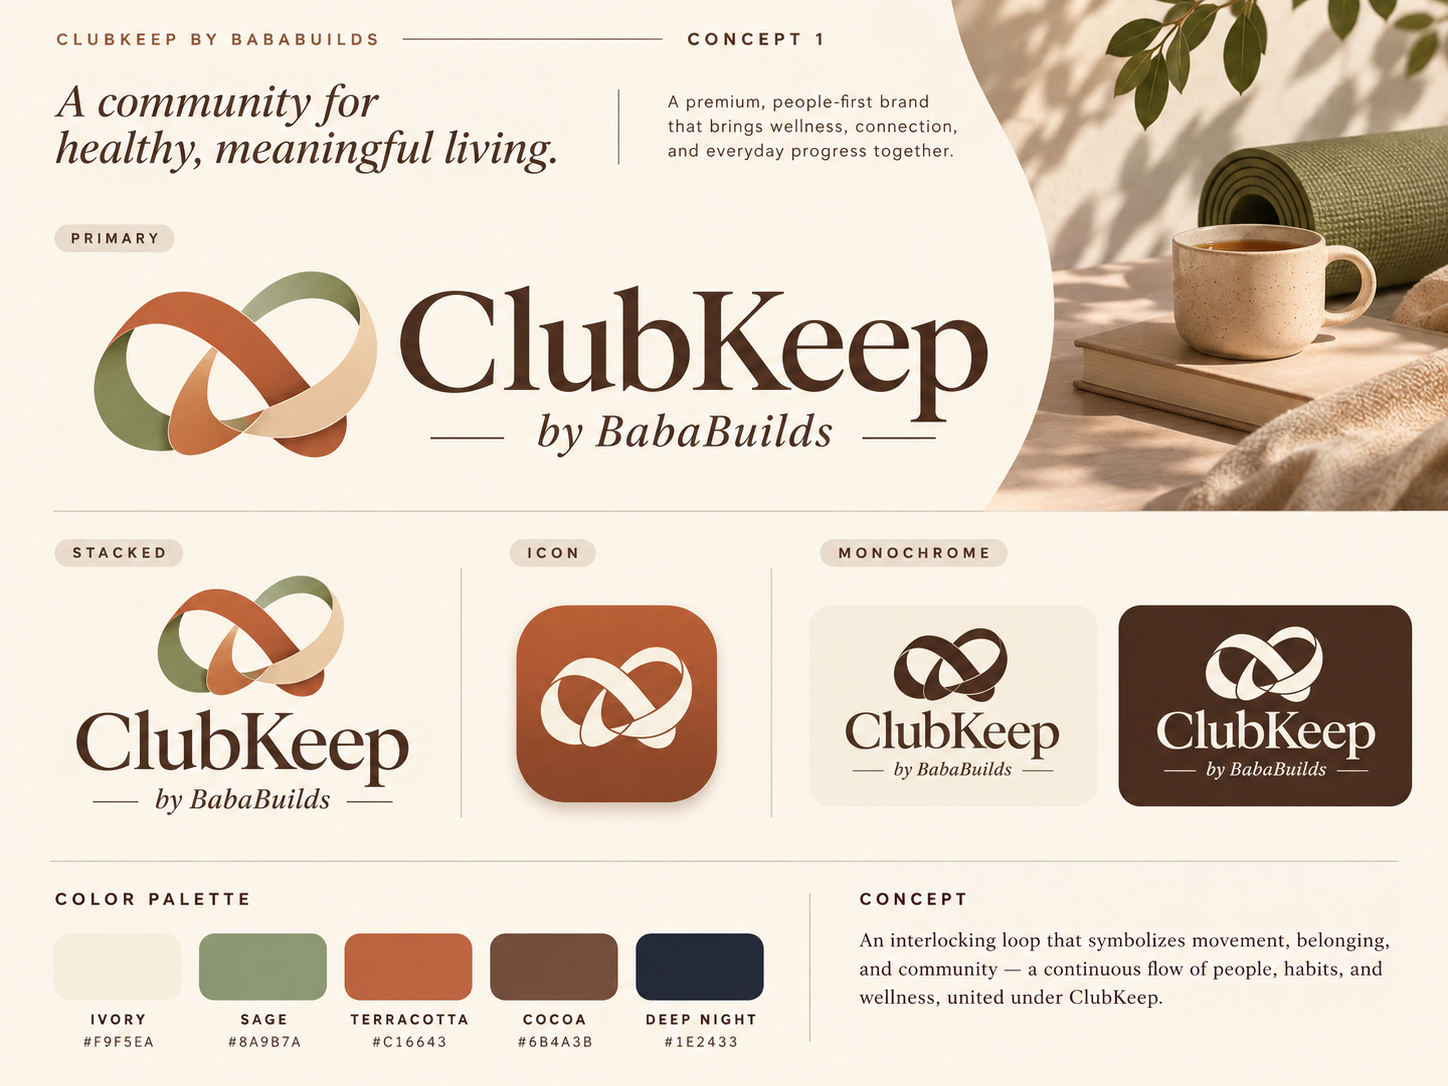 CLUBKEEP BY BABABUILDS
CONCEPT 1
A community for
healthy, meaningful living.
A premium, people-first brand
that brings wellness, connection,
and everyday progress together.
PRIMARY
ClubKeep
by BabaBuilds
STACKED
ClubKeep
by BabaBuilds
ICON
MONOCHROME
ClubKeep
by BabaBuilds
ClubKeep
by BabaBuilds
COLOR PALETTE
IVORY
#F9F5EA
SAGE
#8A9B7A
TERRACOTTA
#C16643
COCOA
#6B4A3B
DEEP NIGHT
#1E2433
CONCEPT
An interlocking loop that symbolizes movement, belonging,
and community — a continuous flow of people, habits, and
wellness, united under ClubKeep.